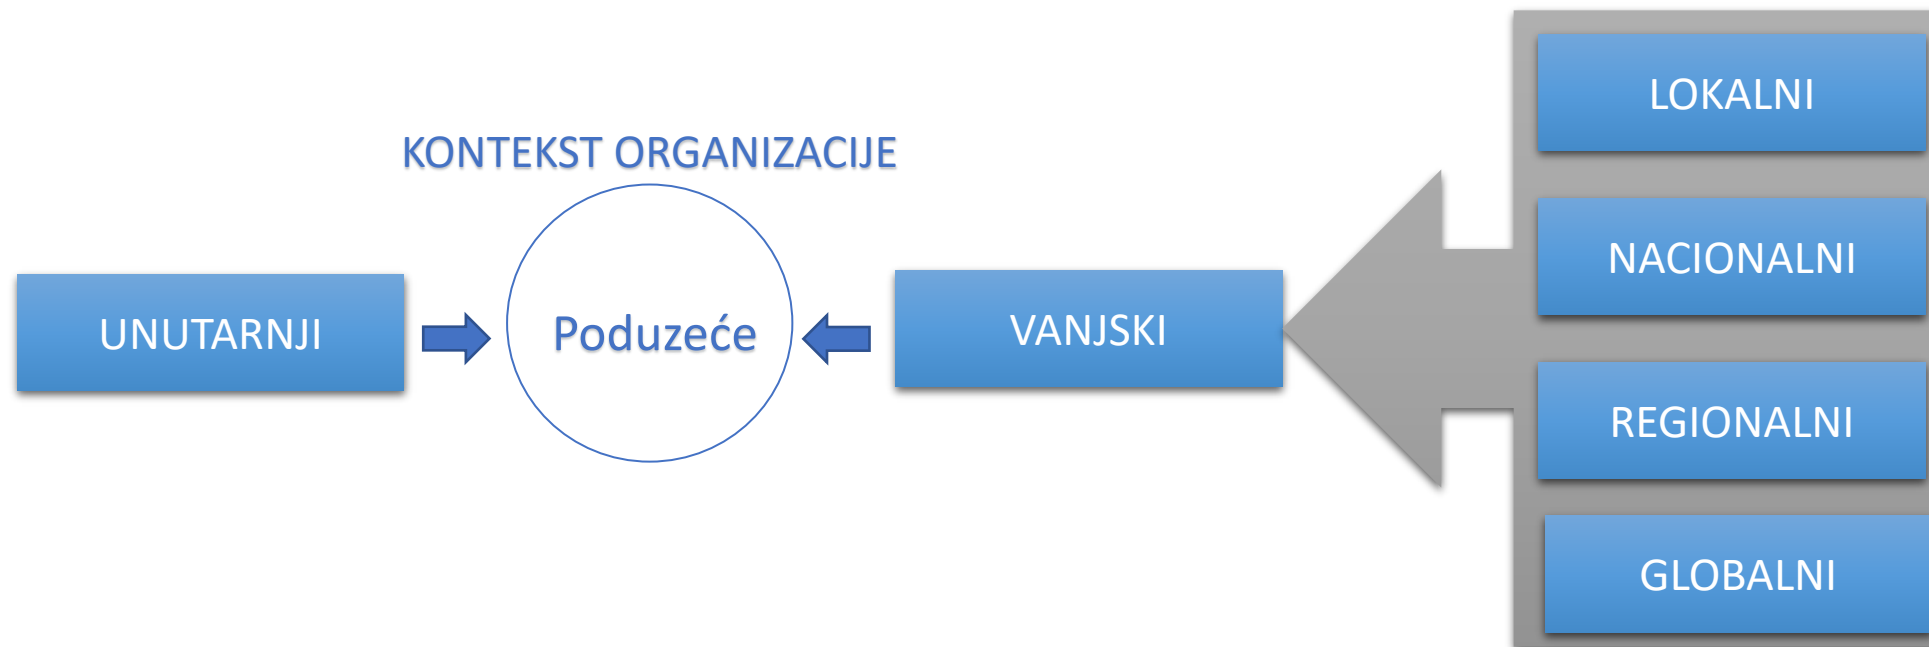 KONTEKST ORGANIZACIJE
UNUTARNJI
Poduzeće
VANJSKI
LOKALNI
NACIONALNI
REGIONALNI
GLOBALNI